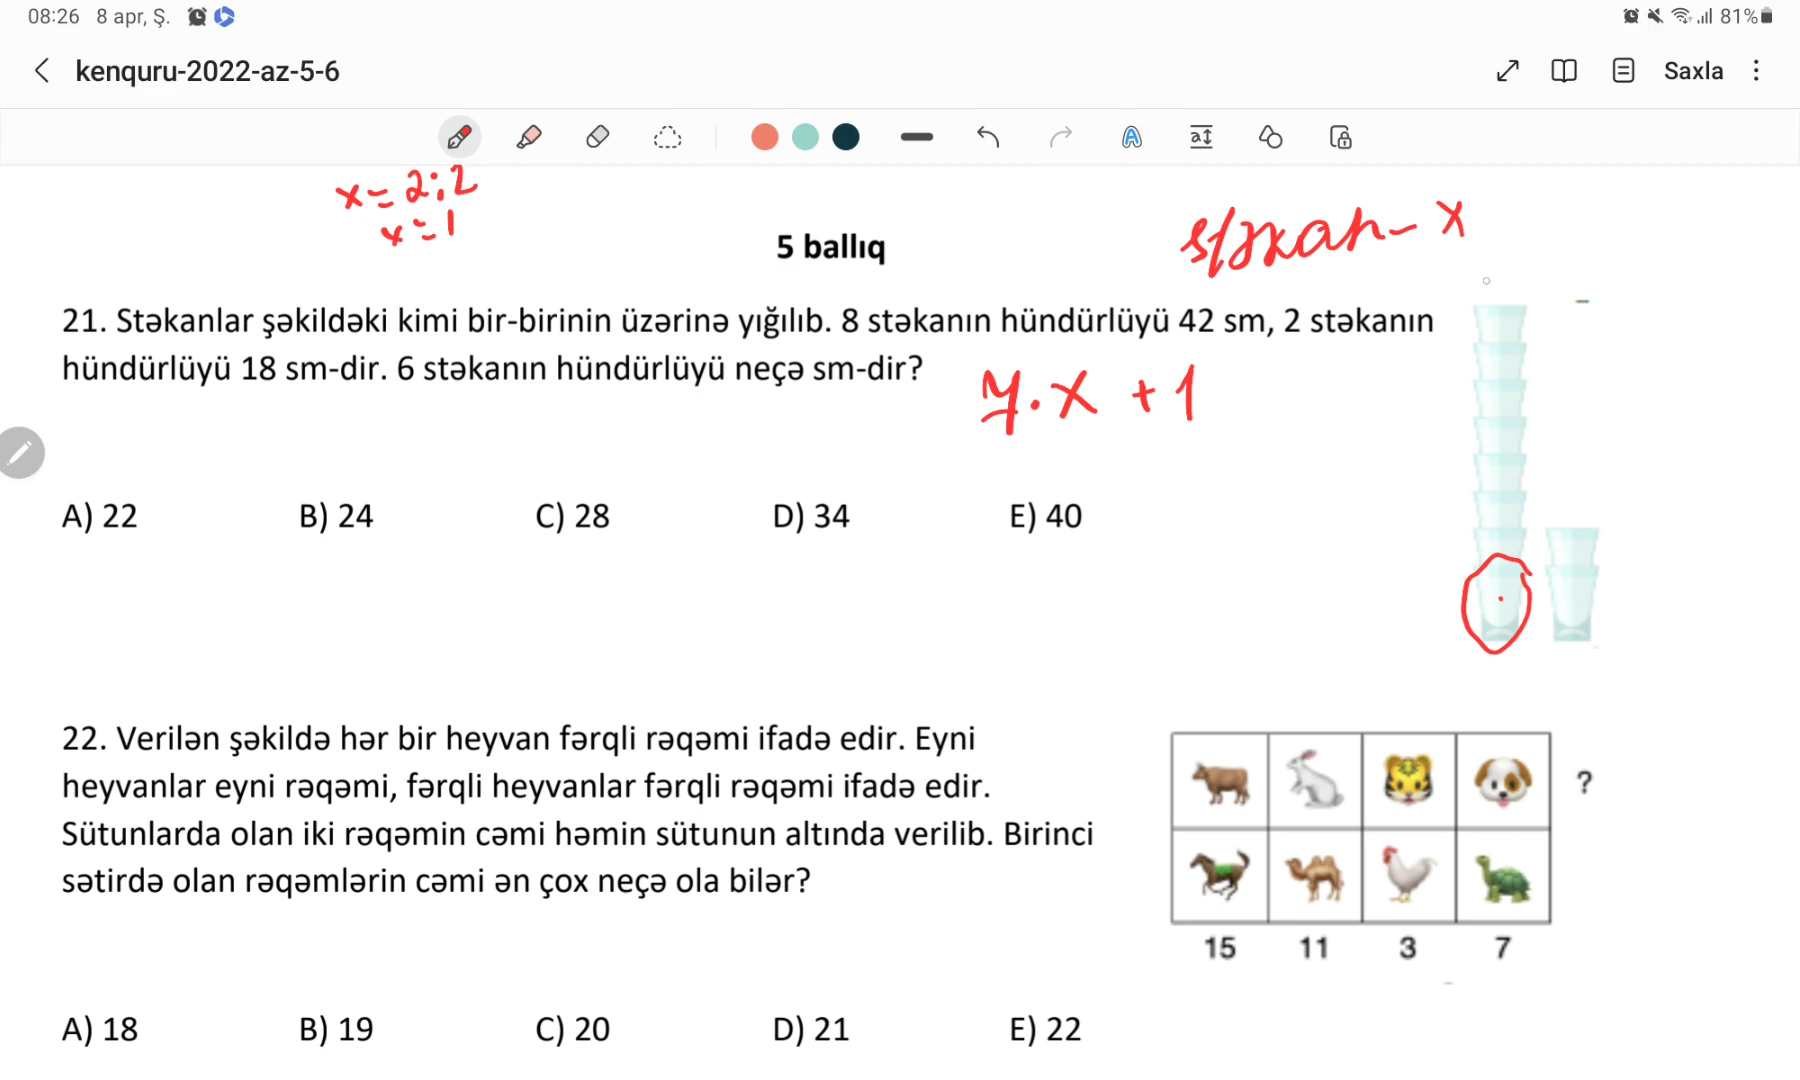 08:26 8 apr, Ş.
81%
kenquru-2022-az-5-6
Saxla
x = 2:2
x = 1
5 ballıq
stəkan - x
21. Stəkanlar şəkildəki kimi bir-birinin üzərinə yığılıb. 8 stəkanın hündürlüyü 42 sm, 2 stəkanın
hündürlüyü 18 sm-dir. 6 stəkanın hündürlüyü neçə sm-dir?
y · x + 1
A) 22 B) 24 C) 28 D) 34 E) 40
22. Verilən şəkildə hər bir heyvan fərqli rəqəmi ifadə edir. Eyni
heyvanlar eyni rəqəmi, fərqli heyvanlar fərqli rəqəmi ifadə edir.
Sütunlarda olan iki rəqəmin cəmi həmin sütunun altında verilib. Birinci
sətirdə olan rəqəmlərin cəmi ən çox neçə ola bilər?
?
15 11 3 7
A) 18 B) 19 C) 20 D) 21 E) 22